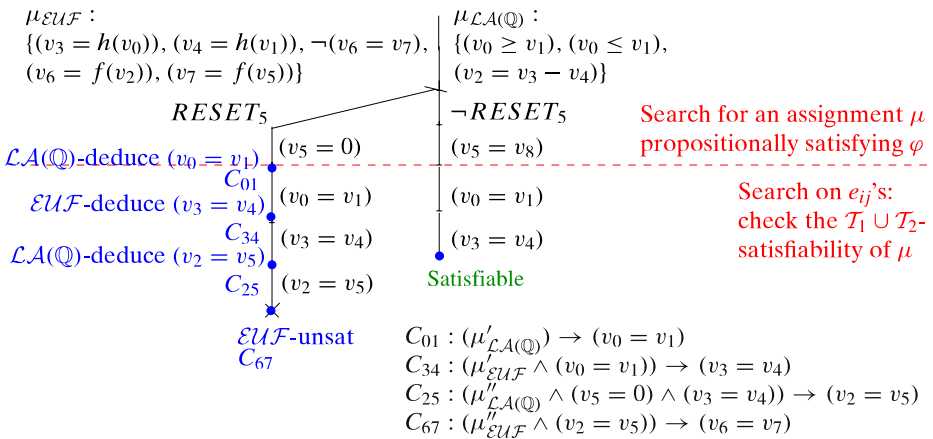 μ_{𝓔𝓤𝓕} :
{(v₃ = h(v₀)), (v₄ = h(v₁)), ¬(v₆ = v₇),
(v₆ = f(v₂)), (v₇ = f(v₅))}
μ_{𝓛𝓐(ℚ)} :
{(v₀ ≥ v₁), (v₀ ≤ v₁),
(v₂ = v₃ − v₄)}
RESET₅
¬RESET₅
Search for an assignment μ
propositionally satisfying φ
(v₅ = 0)
(v₅ = v₈)
𝓛𝓐(ℚ)-deduce (v₀ = v₁)
C₀₁
(v₀ = v₁)
(v₀ = v₁)
Search on e_{ij}'s:
check the 𝒯₁ ∪ 𝒯₂-
satisfiability of μ
𝓔𝓤𝓕-deduce (v₃ = v₄)
C₃₄
(v₃ = v₄)
(v₃ = v₄)
𝓛𝓐(ℚ)-deduce (v₂ = v₅)
C₂₅
(v₂ = v₅)
Satisfiable
𝓔𝓤𝓕-unsat
C₆₇
C₀₁ : (μ′_{𝓛𝓐(ℚ)}) → (v₀ = v₁)
C₃₄ : (μ′_{𝓔𝓤𝓕} ∧ (v₀ = v₁)) → (v₃ = v₄)
C₂₅ : (μ″_{𝓛𝓐(ℚ)} ∧ (v₅ = 0) ∧ (v₃ = v₄)) → (v₂ = v₅)
C₆₇ : (μ″_{𝓔𝓤𝓕} ∧ (v₂ = v₅)) → (v₆ = v₇)